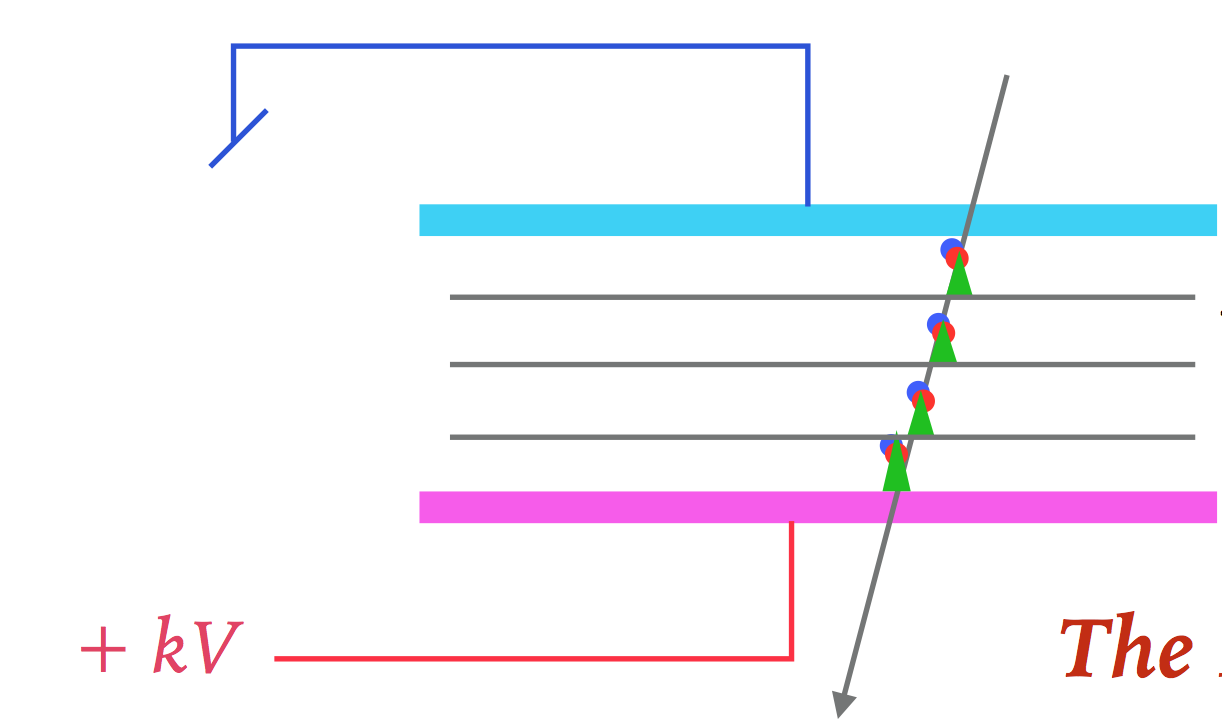 + kV
The